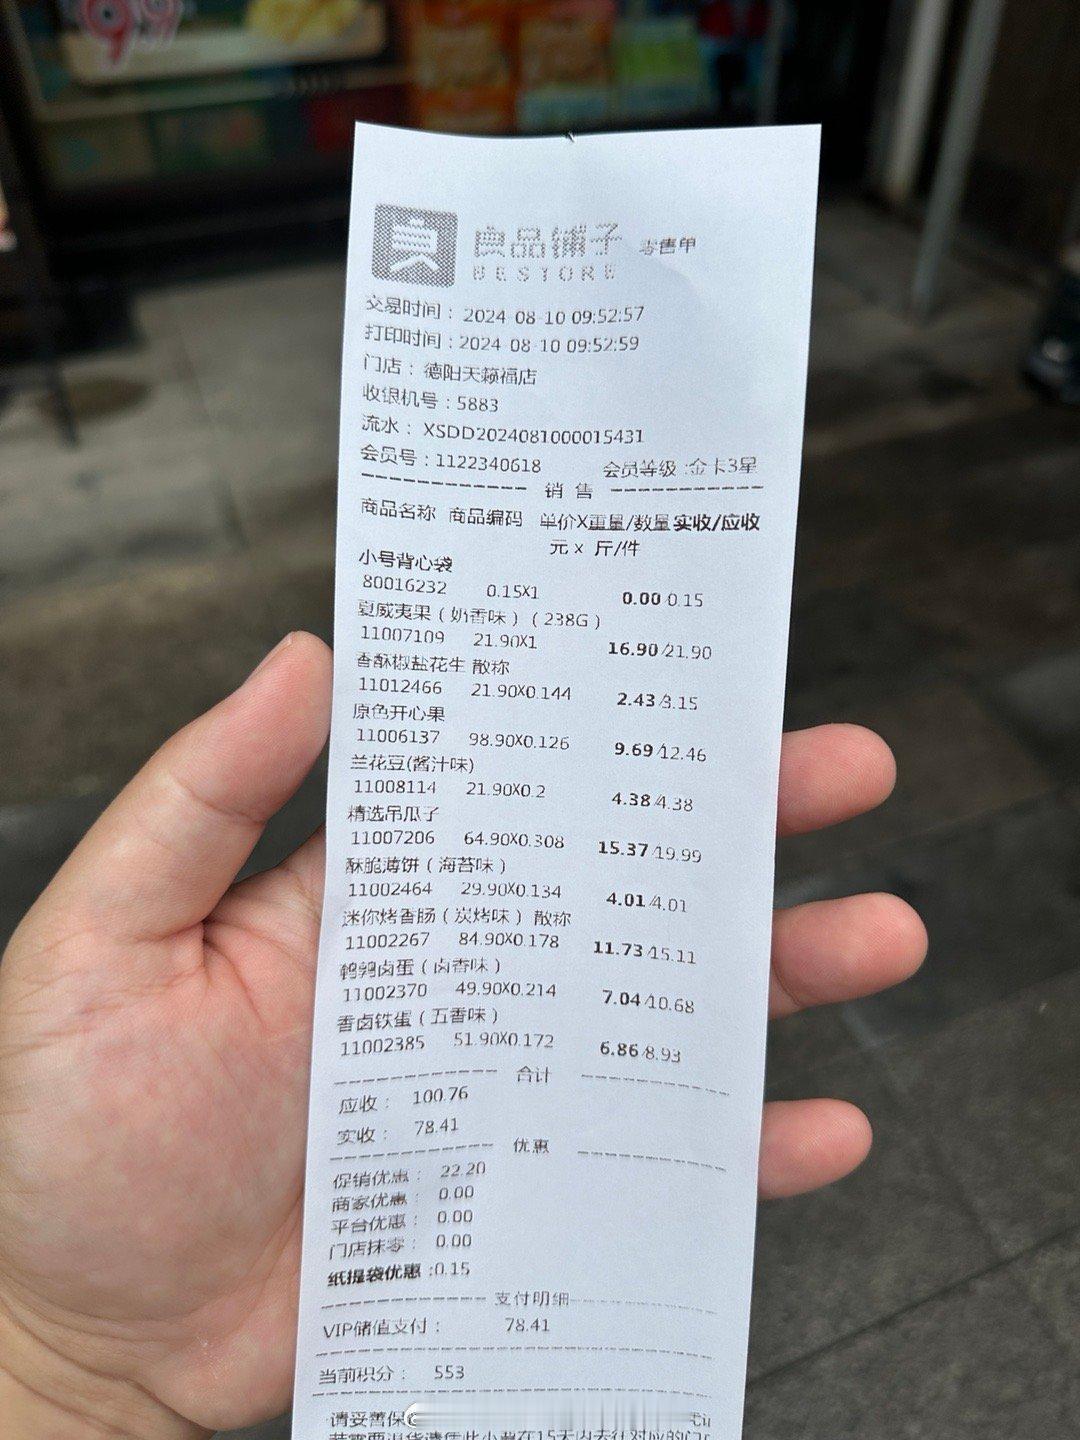 99
良品铺子 零售单
BESTORE
交易时间：2024-08-10 09:52:57
打印时间：2024-08-10 09:52:59
门店：德阳天籁福店
收银机号：5883
流水：XSDD2024081000015431
会员号：1122340618 会员等级：金卡3星
销售
商品名称 商品编码 单价X重量/数量 实收/应收
元 x 斤/件
小号背心袋
80016232 0.15X1 0.00/0.15
夏威夷果（奶香味）（238G）
11007109 21.90X1 16.90/21.90
香酥椒盐花生 散称
11012466 21.90X0.144 2.43/3.15
原色开心果
11006137 98.90X0.126 9.69/12.46
兰花豆(酱汁味)
11008114 21.90X0.2 4.38/4.38
精选吊瓜子
11007206 64.90X0.308 15.37/19.99
酥脆薄饼（海苔味）
11002464 29.90X0.134 4.01/4.01
迷你烤香肠（炭烤味）散称
11002267 84.90X0.178 11.73/15.11
鹌鹑卤蛋（卤香味）
11002370 49.90X0.214 7.04/10.68
香卤铁蛋（五香味）
11002385 51.90X0.172 6.86/8.93
合计
应收：100.76
实收：78.41
优惠
促销优惠：22.20
商家优惠：0.00
平台优惠：0.00
门店抹零：0.00
纸提袋优惠:0.15
支付明细
VIP储值支付：78.41
当前积分：553
请妥善保